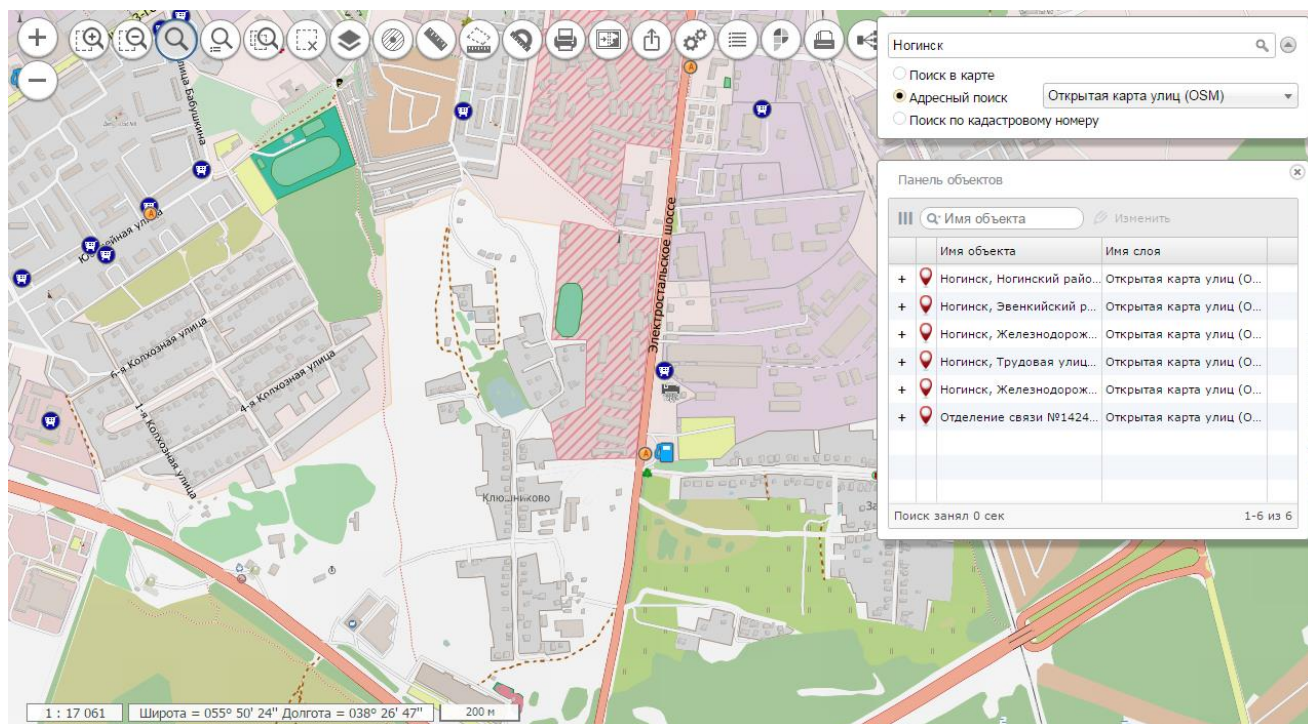 Ногинск
Поиск в карте
Адресный поиск
Открытая карта улиц (OSM)
Поиск по кадастровому номеру
Панель объектов
Имя объекта
Изменить
Имя объекта Имя слоя
Ногинск, Ногинский райо... Открытая карта улиц (О...
Ногинск, Эвенкийский р... Открытая карта улиц (О...
Ногинск, Железнодорож... Открытая карта улиц (О...
Ногинск, Трудовая улиц... Открытая карта улиц (О...
Ногинск, Железнодорож... Открытая карта улиц (О...
Отделение связи №1424... Открытая карта улиц (О...
Поиск занял 0 сек 1-6 из 6
улица Бабушкина
Электростальское шоссе
6-я Колхозная улица
4-я Колхозная улица
1-я Колхозная улица
Клюшниково
1 : 17 061
Широта = 055º 50' 24'' Долгота = 038º 26' 47''
200 м